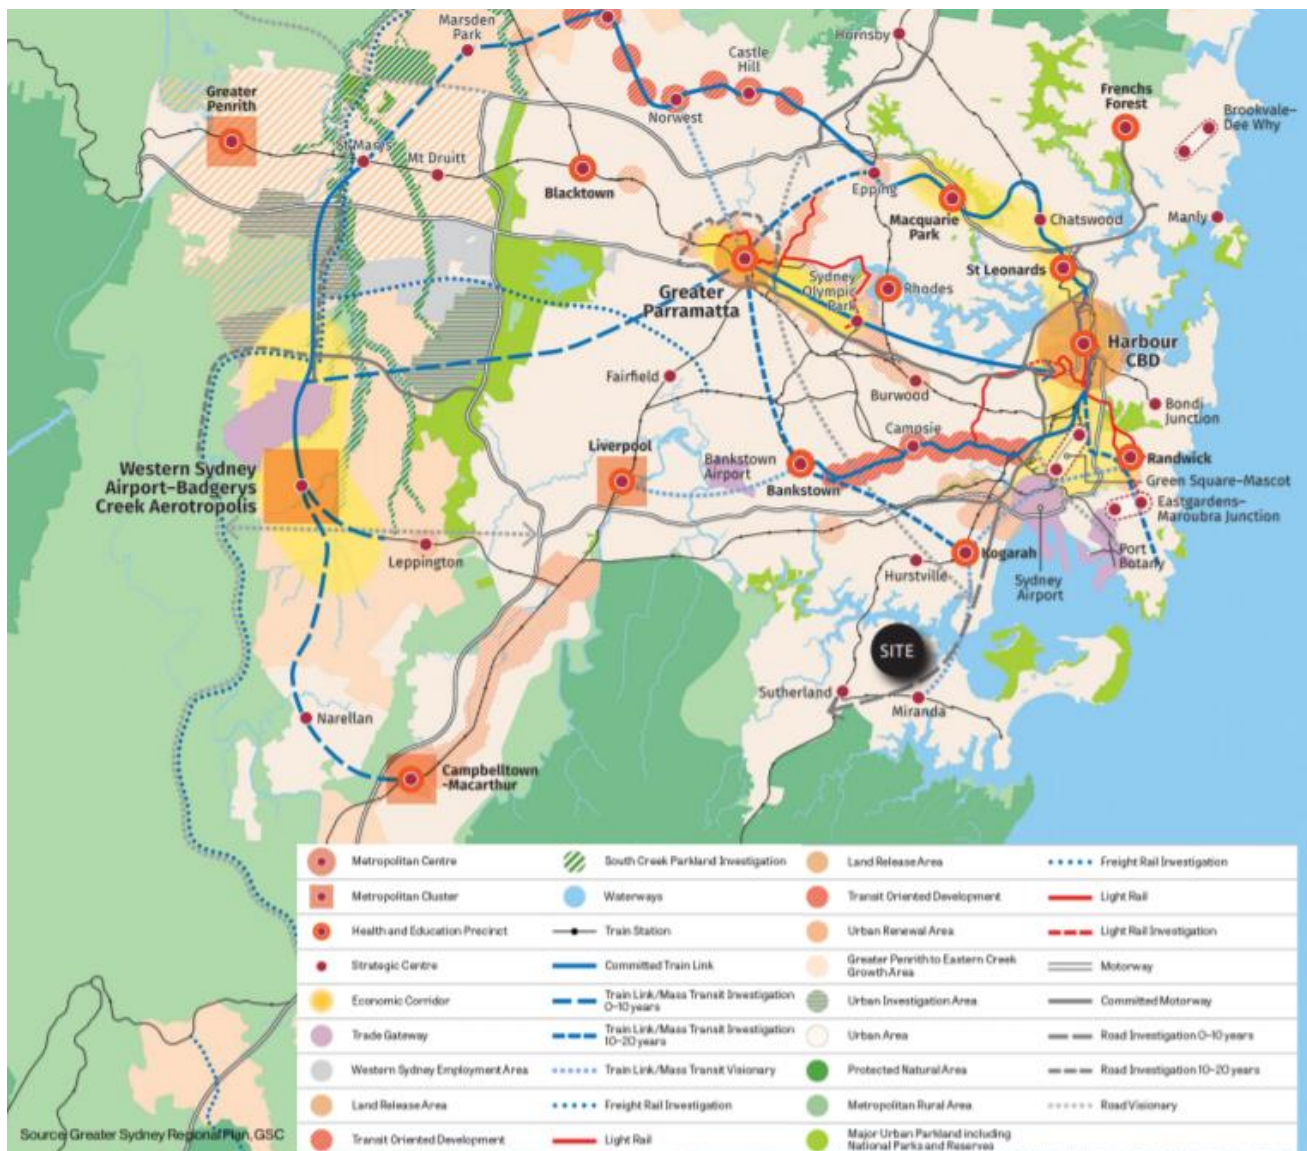 Marsden
Park
Hornsby
Castle
Hill
Greater
Penrith
Norwest
Frenchs
Forest
Brookvale–
Dee Why
St Marys
Mt Druitt
Blacktown
Epping
Macquarie
Park
Chatswood
Manly
St Leonards
Sydney
Olympic
Park
Rhodes
Greater
Parramatta
Harbour
CBD
Fairfield
Burwood
Bondi
Junction
Liverpool
Campsie
Bankstown
Airport
Bankstown
Randwick
Green Square–Mascot
Eastgardens–
Maroubra Junction
Western Sydney
Airport–Badgerys
Creek Aerotropolis
Leppington
Hurstville
Kogarah
Sydney
Airport
Port
Botany
SITE
Sutherland
Miranda
Narellan
Campbelltown
-Macarthur
Metropolitan Centre
Metropolitan Cluster
Health and Education Precinct
Strategic Centre
Economic Corridor
Trade Gateway
Western Sydney Employment Area
Land Release Area
Transit Oriented Development
South Creek Parkland Investigation
Waterways
Train Station
Committed Train Link
Train Link/Mass Transit Investigation
0–10 years
Train Link/Mass Transit Investigation
10–20 years
Train Link/Mass Transit Visionary
Freight Rail Investigation
Light Rail
Land Release Area
Transit Oriented Development
Urban Renewal Area
Greater Penrith to Eastern Creek
Growth Area
Urban Investigation Area
Urban Area
Protected Natural Area
Metropolitan Rural Area
Major Urban Parkland including
National Parks and Reserves
Freight Rail Investigation
Light Rail
Light Rail Investigation
Motorway
Committed Motorway
Road Investigation 0–10 years
Road Investigation 10–20 years
Road Visionary
Source: Greater Sydney Regional Plan, GSC